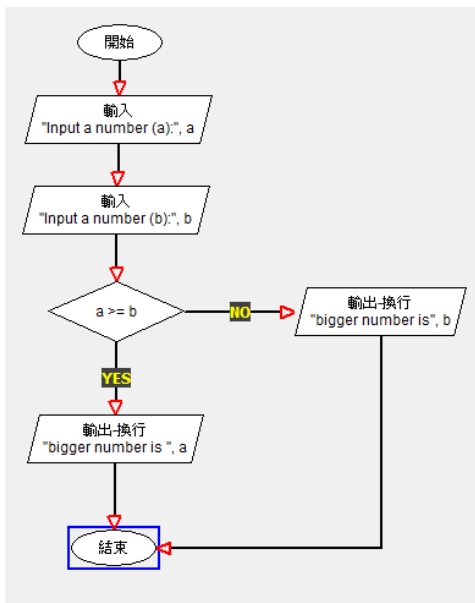 開始
輸入
"Input a number (a):", a
輸入
"Input a number (b):", b
a >= b
NO
輸出-換行
"bigger number is", b
YES
輸出-換行
"bigger number is ", a
結束